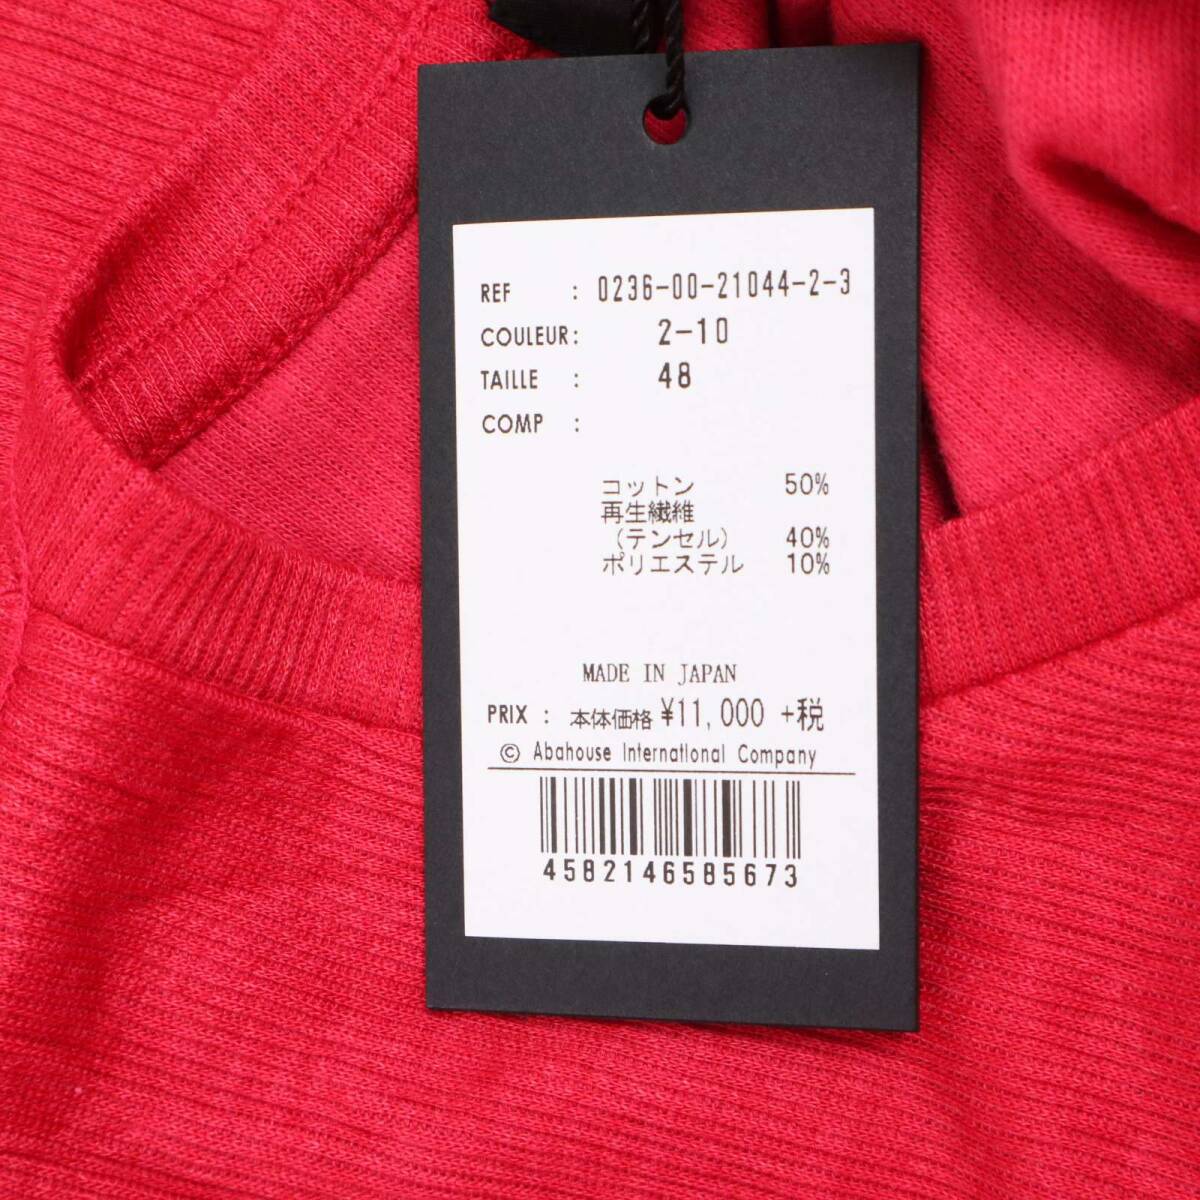 REF : 0236-00-21044-2-3
COULEUR: 2-10
TAILLE : 48
COMP :
コットン 50%
再生繊維
(テンセル) 40%
ポリエステル 10%
MADE IN JAPAN
PRIX : 本体価格 ¥11,000 +税
© Abahouse International Company
4582146585673